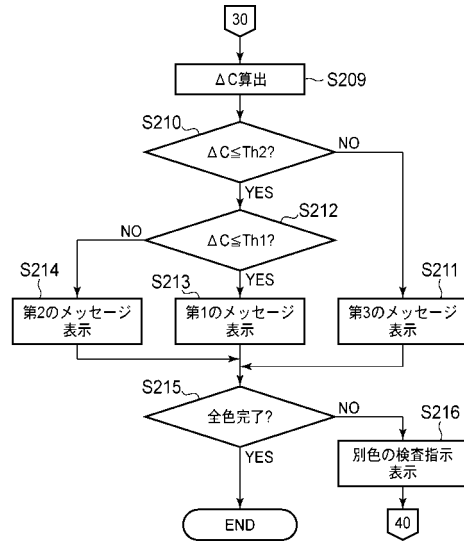 30
ΔC算出
S209
S210
ΔC≦Th2?
NO
YES
S212
ΔC≦Th1?
NO
YES
S214
S213
S211
第2のメッセージ
表示
第1のメッセージ
表示
第3のメッセージ
表示
S215
全色完了?
NO
YES
S216
別色の検査指示
表示
END
40